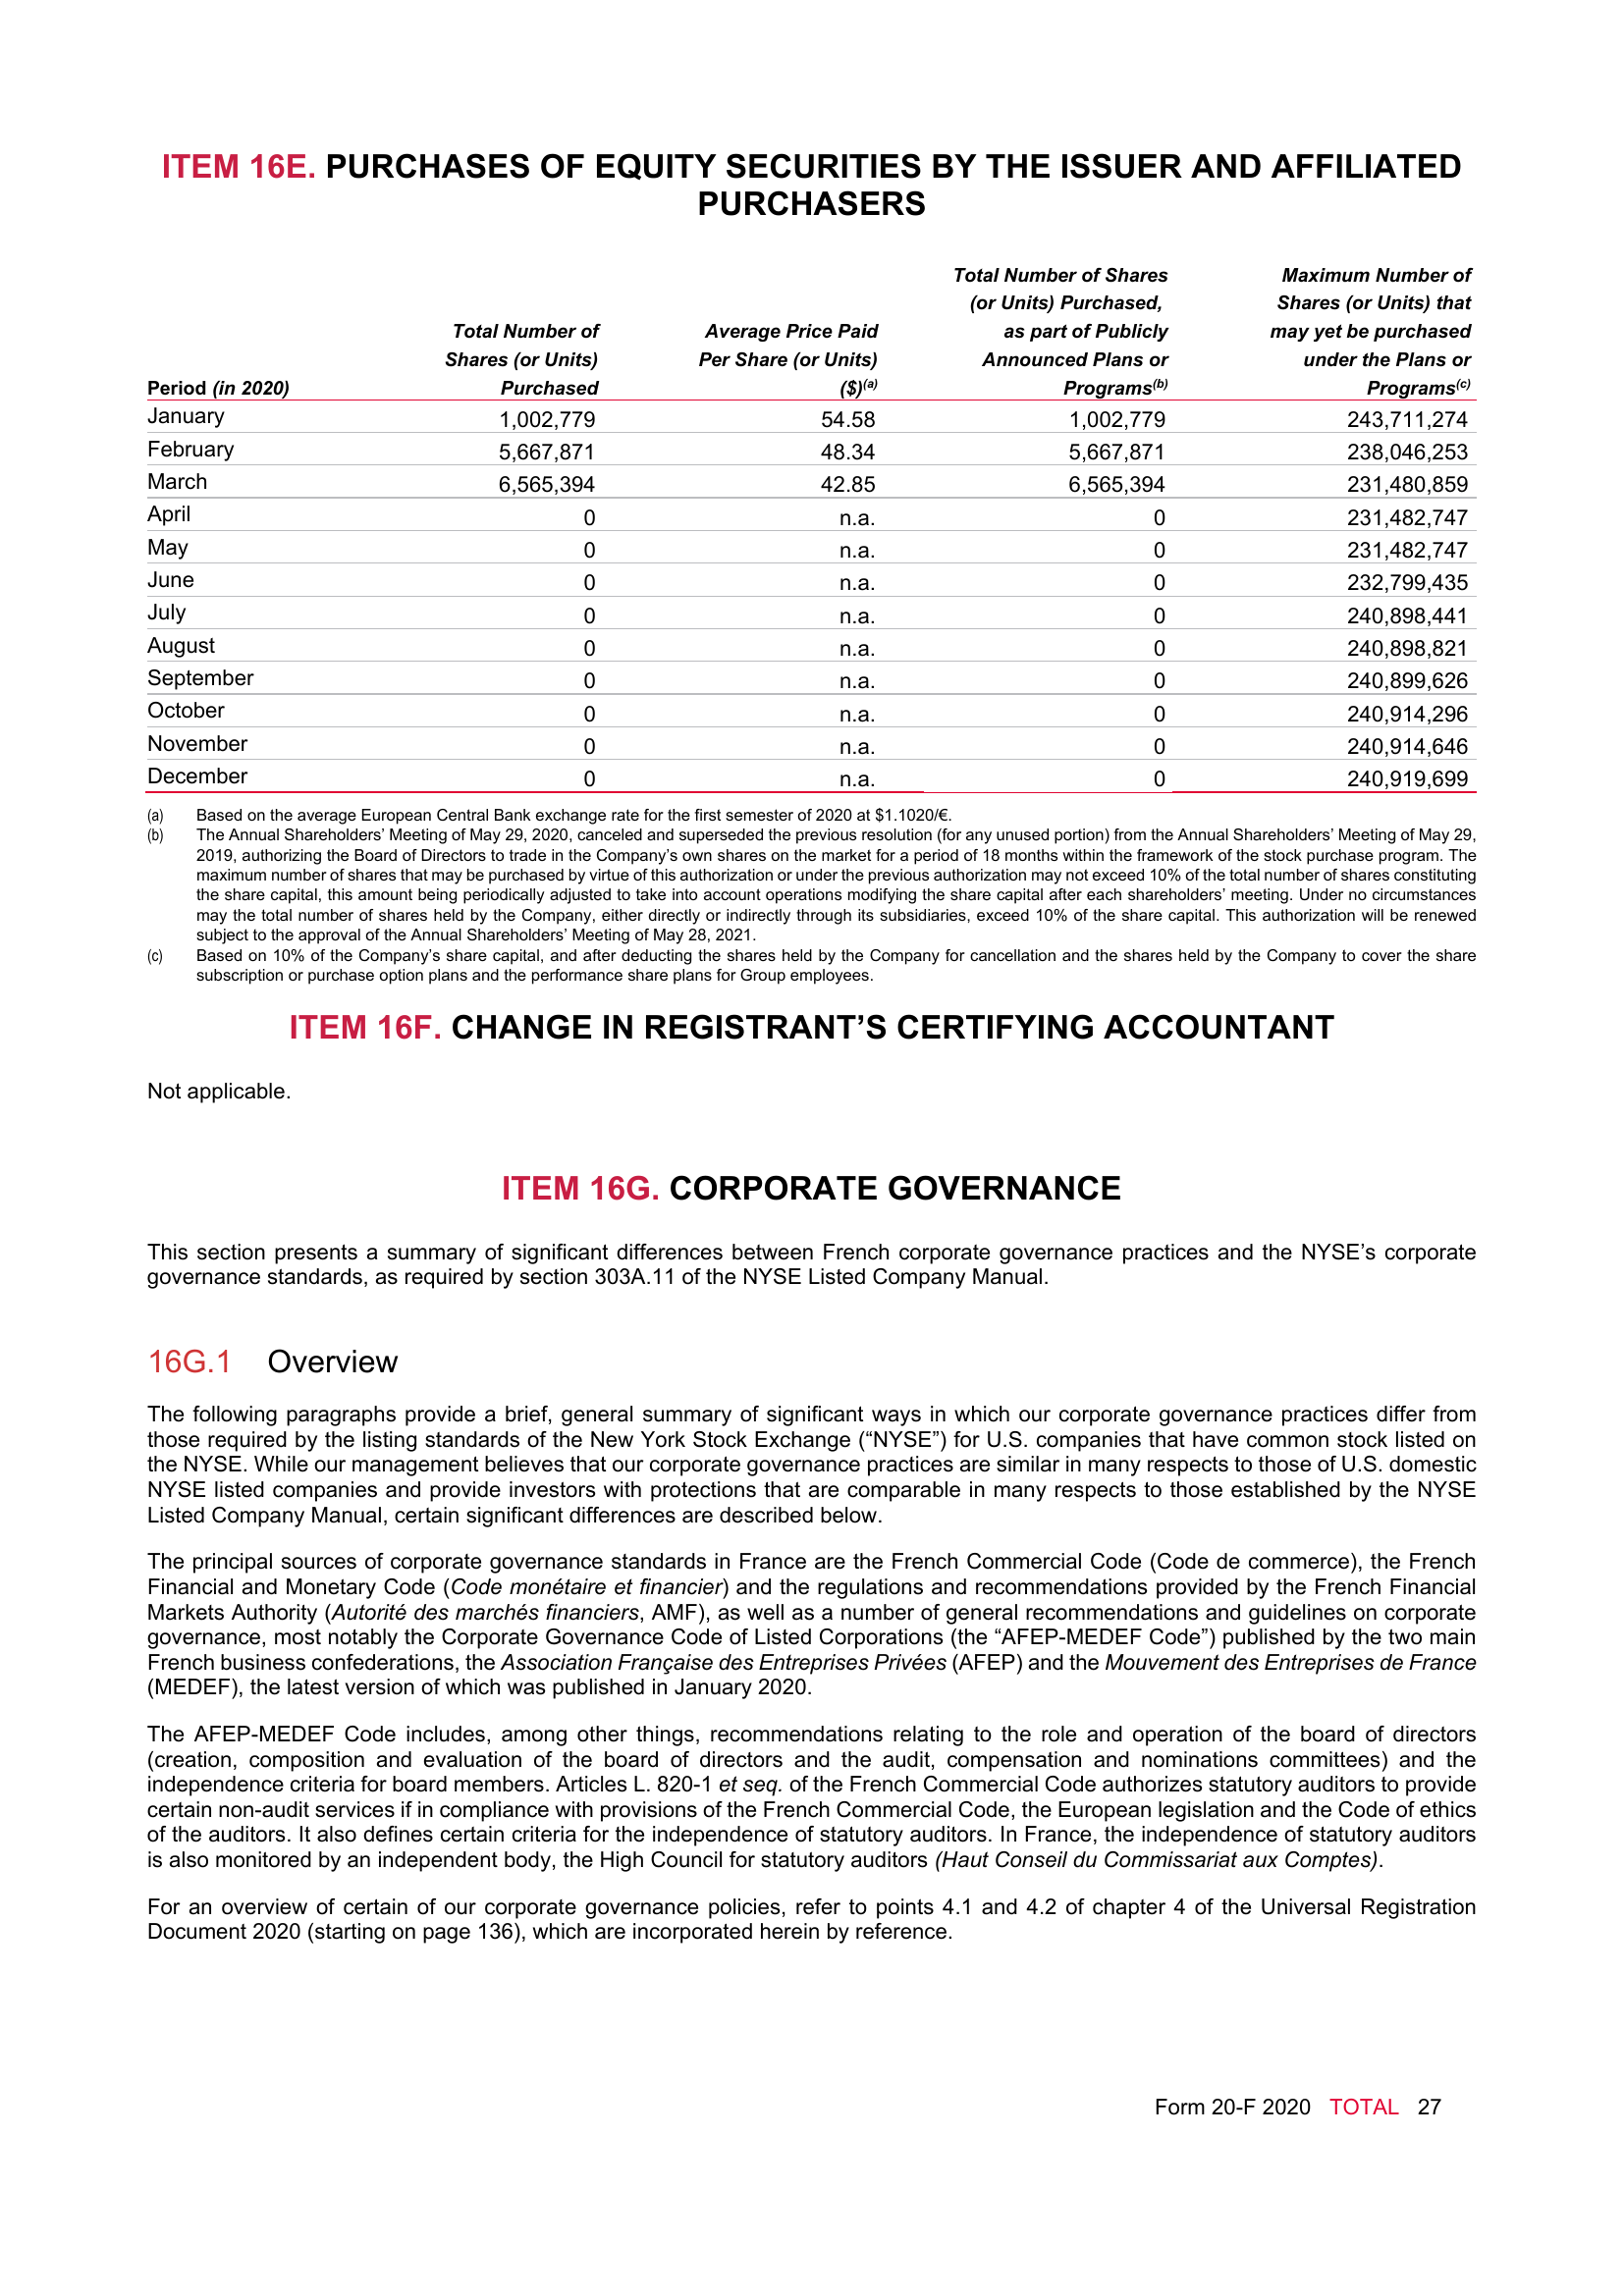 ITEM 16E. PURCHASES OF EQUITY SECURITIES BY THE ISSUER AND AFFILIATED
PURCHASERS
Period (in 2020) Total Number of Shares (or Units) Purchased Average Price Paid Per Share (or Units) ($)(a) Total Number of Shares (or Units) Purchased, as part of Publicly Announced Plans or Programs(b) Maximum Number of Shares (or Units) that may yet be purchased under the Plans or Programs(c)
January 1,002,779 54.58 1,002,779 243,711,274
February 5,667,871 48.34 5,667,871 238,046,253
March 6,565,394 42.85 6,565,394 231,480,859
April 0 n.a. 0 231,482,747
May 0 n.a. 0 231,482,747
June 0 n.a. 0 232,799,435
July 0 n.a. 0 240,898,441
August 0 n.a. 0 240,898,821
September 0 n.a. 0 240,899,626
October 0 n.a. 0 240,914,296
November 0 n.a. 0 240,914,646
December 0 n.a. 0 240,919,699
(a) Based on the average European Central Bank exchange rate for the first semester of 2020 at $1.1020/€.
(b) The Annual Shareholders’ Meeting of May 29, 2020, canceled and superseded the previous resolution (for any unused portion) from the Annual Shareholders’ Meeting of May 29,
2019, authorizing the Board of Directors to trade in the Company’s own shares on the market for a period of 18 months within the framework of the stock purchase program. The
maximum number of shares that may be purchased by virtue of this authorization or under the previous authorization may not exceed 10% of the total number of shares constituting
the share capital, this amount being periodically adjusted to take into account operations modifying the share capital after each shareholders’ meeting. Under no circumstances
may the total number of shares held by the Company, either directly or indirectly through its subsidiaries, exceed 10% of the share capital. This authorization will be renewed
subject to the approval of the Annual Shareholders’ Meeting of May 28, 2021.
(c) Based on 10% of the Company’s share capital, and after deducting the shares held by the Company for cancellation and the shares held by the Company to cover the share
subscription or purchase option plans and the performance share plans for Group employees.
ITEM 16F. CHANGE IN REGISTRANT’S CERTIFYING ACCOUNTANT
Not applicable.
ITEM 16G. CORPORATE GOVERNANCE
This section presents a summary of significant differences between French corporate governance practices and the NYSE’s corporate
governance standards, as required by section 303A.11 of the NYSE Listed Company Manual.
16G.1 Overview
The following paragraphs provide a brief, general summary of significant ways in which our corporate governance practices differ from
those required by the listing standards of the New York Stock Exchange (“NYSE”) for U.S. companies that have common stock listed on
the NYSE. While our management believes that our corporate governance practices are similar in many respects to those of U.S. domestic
NYSE listed companies and provide investors with protections that are comparable in many respects to those established by the NYSE
Listed Company Manual, certain significant differences are described below.
The principal sources of corporate governance standards in France are the French Commercial Code (Code de commerce), the French
Financial and Monetary Code (Code monétaire et financier) and the regulations and recommendations provided by the French Financial
Markets Authority (Autorité des marchés financiers, AMF), as well as a number of general recommendations and guidelines on corporate
governance, most notably the Corporate Governance Code of Listed Corporations (the “AFEP-MEDEF Code”) published by the two main
French business confederations, the Association Française des Entreprises Privées (AFEP) and the Mouvement des Entreprises de France
(MEDEF), the latest version of which was published in January 2020.
The AFEP-MEDEF Code includes, among other things, recommendations relating to the role and operation of the board of directors
(creation, composition and evaluation of the board of directors and the audit, compensation and nominations committees) and the
independence criteria for board members. Articles L. 820-1 et seq. of the French Commercial Code authorizes statutory auditors to provide
certain non-audit services if in compliance with provisions of the French Commercial Code, the European legislation and the Code of ethics
of the auditors. It also defines certain criteria for the independence of statutory auditors. In France, the independence of statutory auditors
is also monitored by an independent body, the High Council for statutory auditors (Haut Conseil du Commissariat aux Comptes).
For an overview of certain of our corporate governance policies, refer to points 4.1 and 4.2 of chapter 4 of the Universal Registration
Document 2020 (starting on page 136), which are incorporated herein by reference.
Form 20-F 2020 TOTAL 27